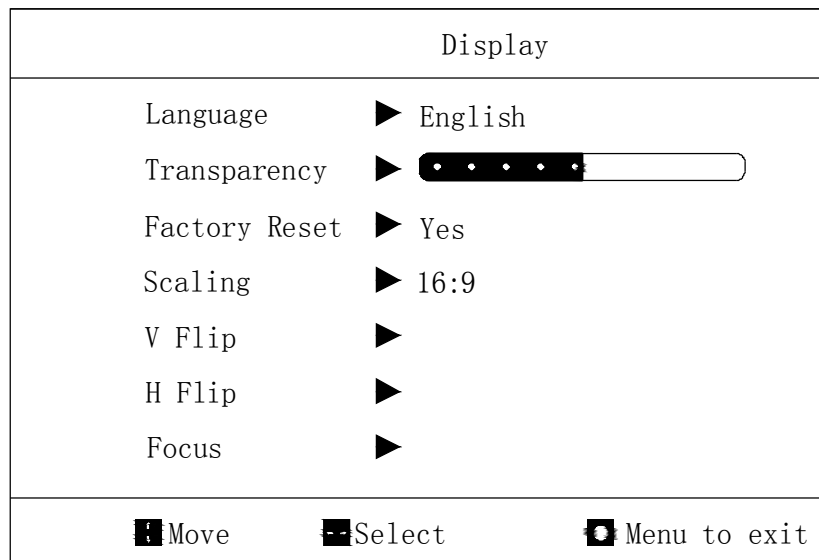 Display
Language English
Transparency
Factory Reset Yes
Scaling 16:9
V Flip
H Flip
Focus
Move Select Menu to exit